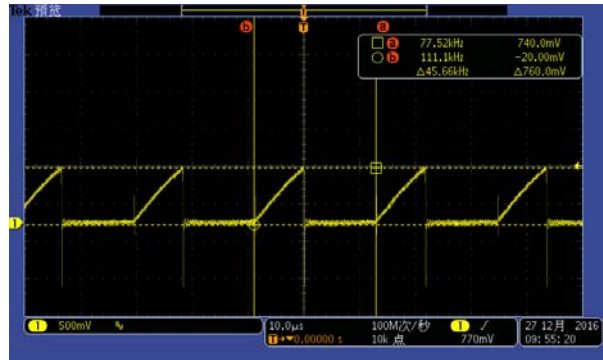 Tek 预览
b T a
a 77.52kHz 740.0mV
b 111.1kHz -20.00mV
△45.66kHz △760.0mV
1
1 500mV
10.0µs
T→▼0.00000 s
100M次/秒
10k 点
1 / 770mV
27 12月 2016
09:55:20